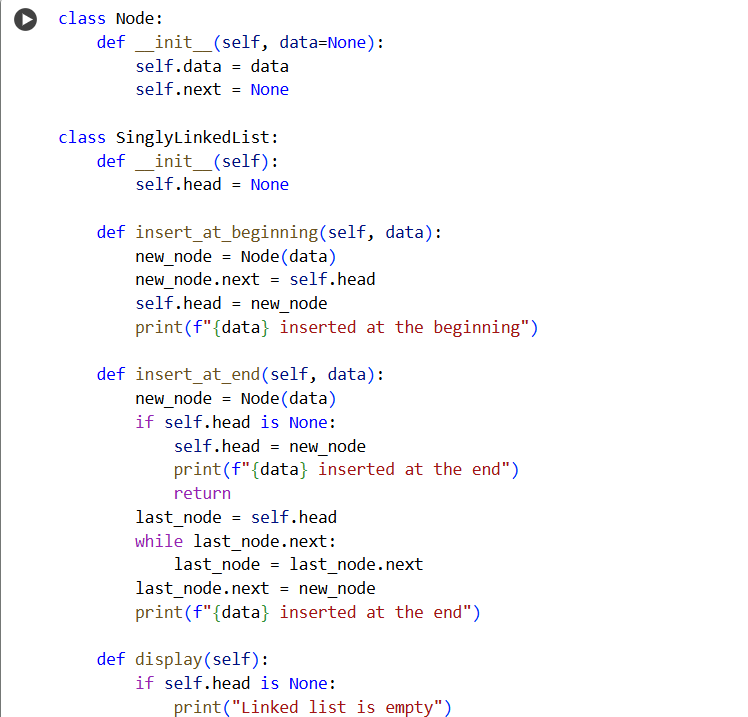 class Node:
    def __init__(self, data=None):
        self.data = data
        self.next = None

class SinglyLinkedList:
    def __init__(self):
        self.head = None

    def insert_at_beginning(self, data):
        new_node = Node(data)
        new_node.next = self.head
        self.head = new_node
        print(f"{data} inserted at the beginning")

    def insert_at_end(self, data):
        new_node = Node(data)
        if self.head is None:
            self.head = new_node
            print(f"{data} inserted at the end")
            return
        last_node = self.head
        while last_node.next:
            last_node = last_node.next
        last_node.next = new_node
        print(f"{data} inserted at the end")

    def display(self):
        if self.head is None:
            print("Linked list is empty")